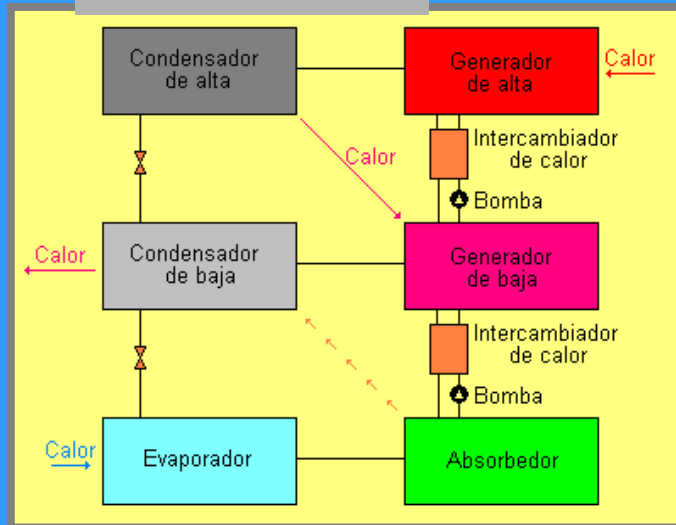 Condensador
de alta
Generador
de alta
Calor
Calor
Intercambiador
de calor
Bomba
Calor
Condensador
de baja
Generador
de baja
Intercambiador
de calor
Bomba
Calor
Evaporador
Absorbedor